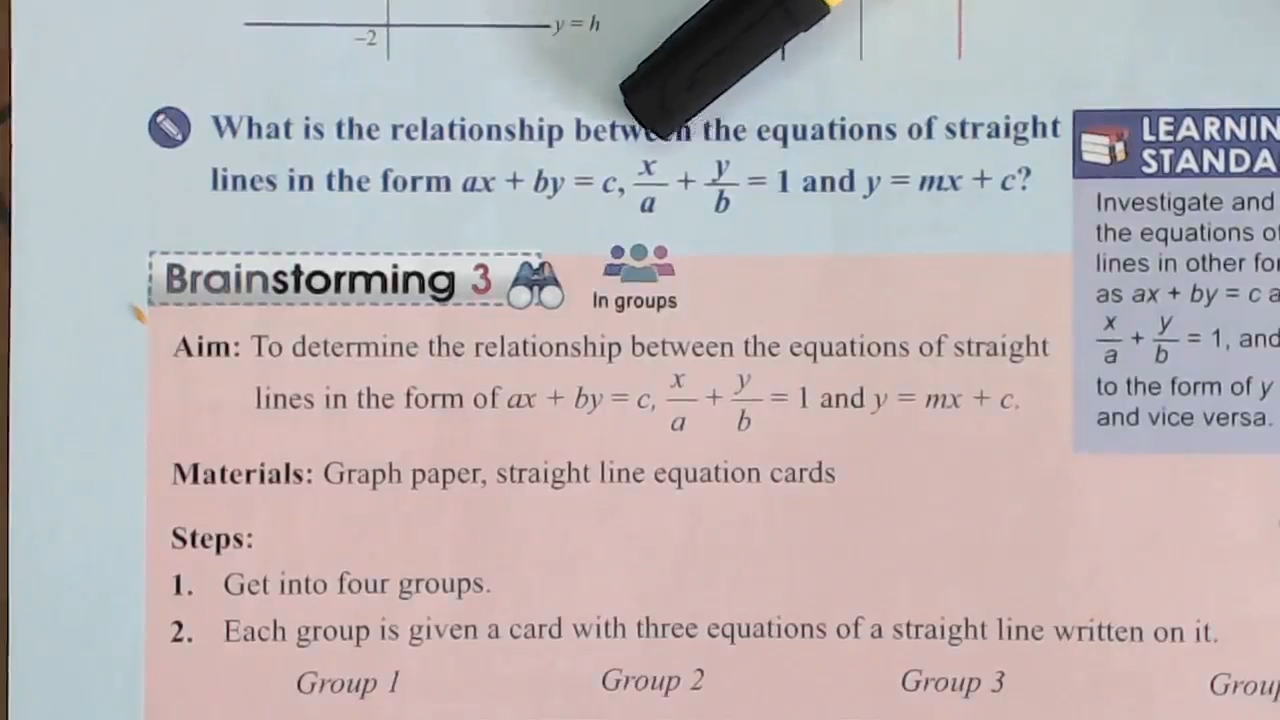 -2
y = h
What is the relationship between the equations of straight
lines in the form ax + by = c, x/a + y/b = 1 and y = mx + c?
LEARNIN
STANDA
Investigate and
the equations of
lines in other for
as ax + by = c a
x/a + y/b = 1, and
to the form of y
and vice versa.
Brainstorming 3
In groups
Aim: To determine the relationship between the equations of straight
lines in the form of ax + by = c, x/a + y/b = 1 and y = mx + c.
Materials: Graph paper, straight line equation cards
Steps:
1. Get into four groups.
2. Each group is given a card with three equations of a straight line written on it.
Group 1 Group 2 Group 3 Grou